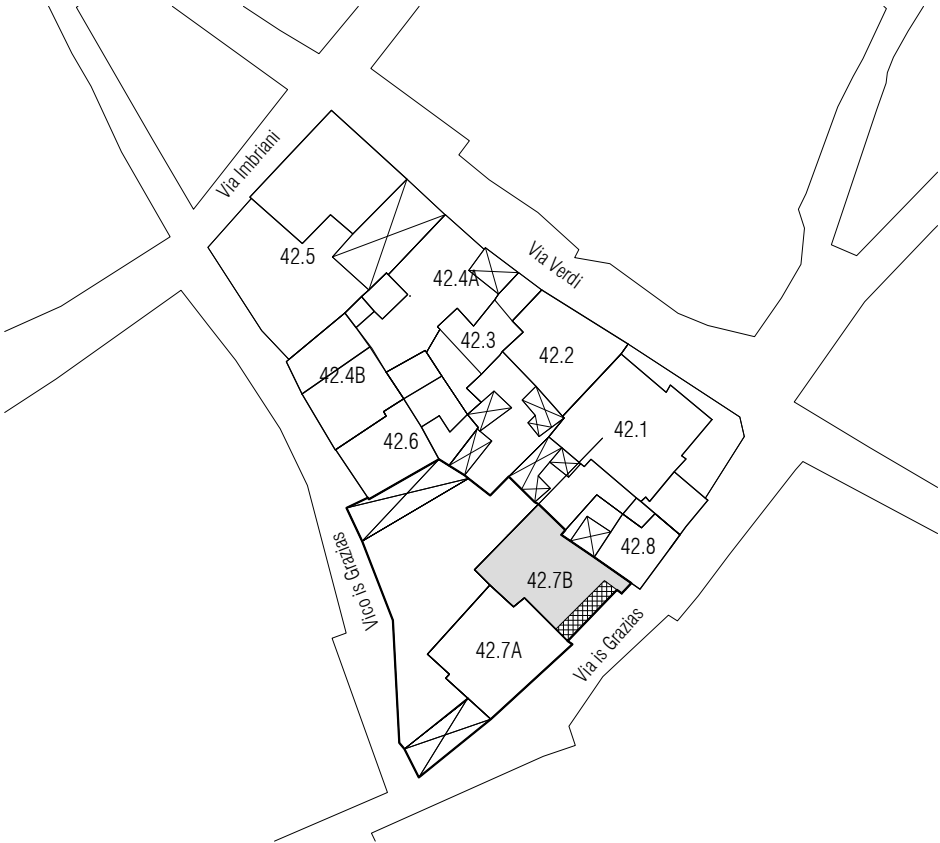 Via Imbriani
42.5
Via Verdi
42.4A
42.3
42.2
42.4B
42.1
42.6
42.8
Vico is Grazias
42.7B
42.7A
Via is Grazias